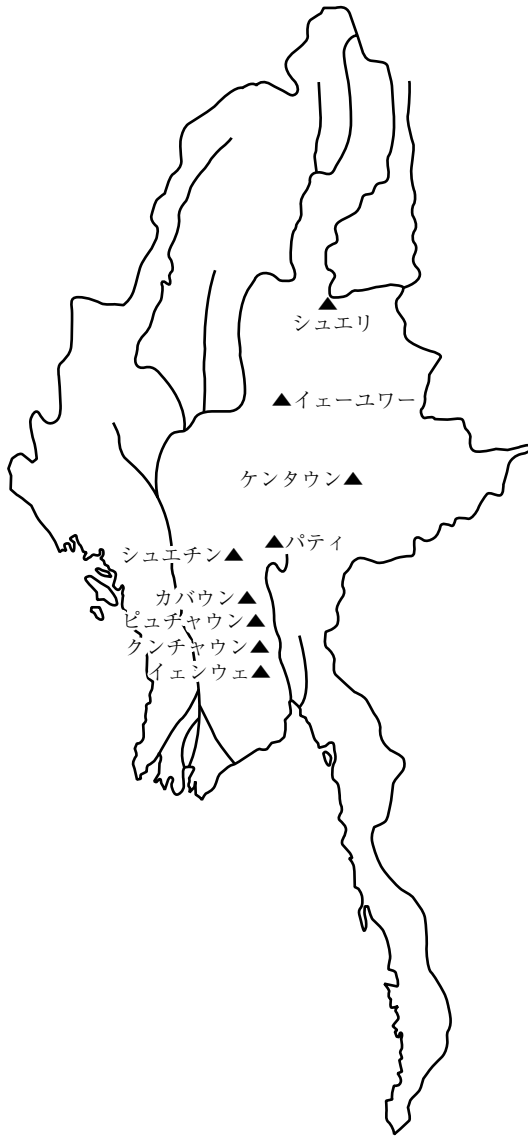 シュエリ
イェーユワー
ケンタウン
パティ
シュエチン
カバウン
ピュヂャウン
クンチャウン
イェンウェ